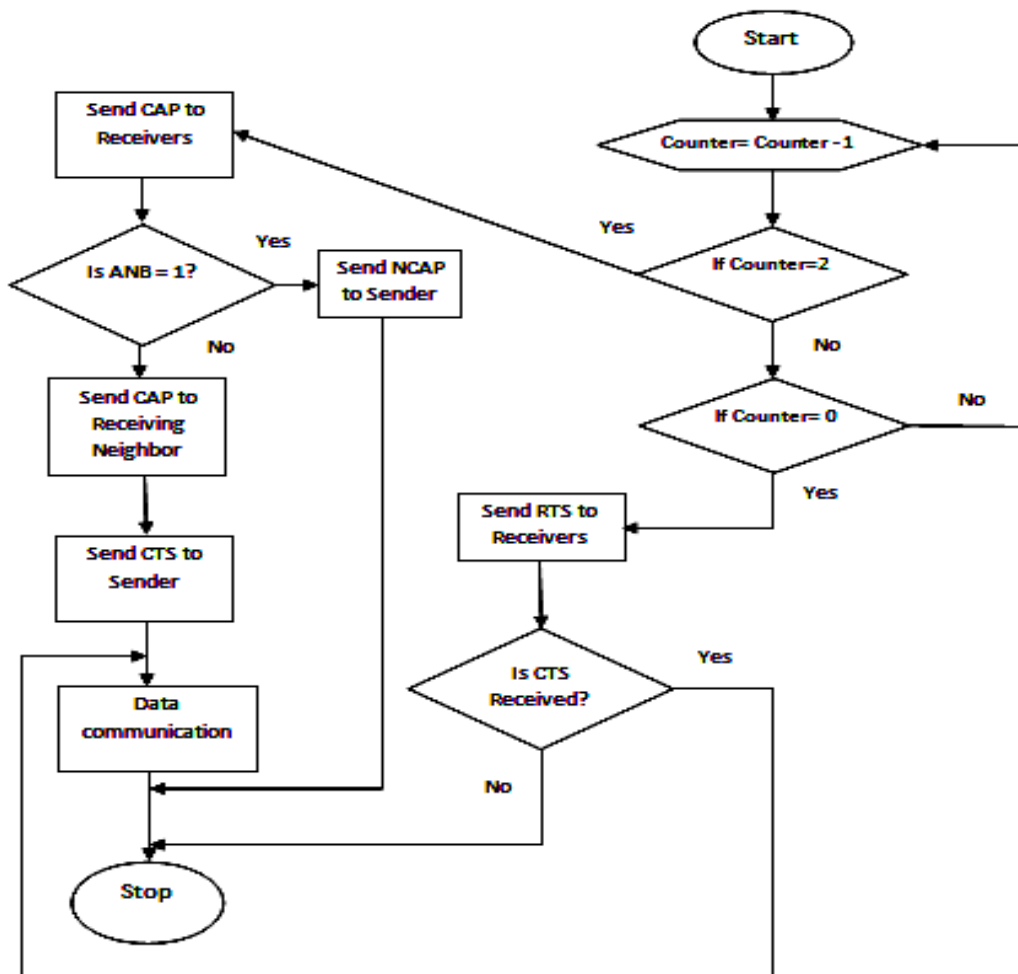 Start
Counter= Counter -1
Yes
If Counter=2
No
If Counter= 0
No
Yes
Send CAP to
Receivers
Is ANB = 1?
Yes
Send NCAP
to Sender
No
Send CAP to
Receiving
Neighbor
Send CTS to
Sender
Data
communication
Stop
Send RTS to
Receivers
Is CTS
Received?
Yes
No